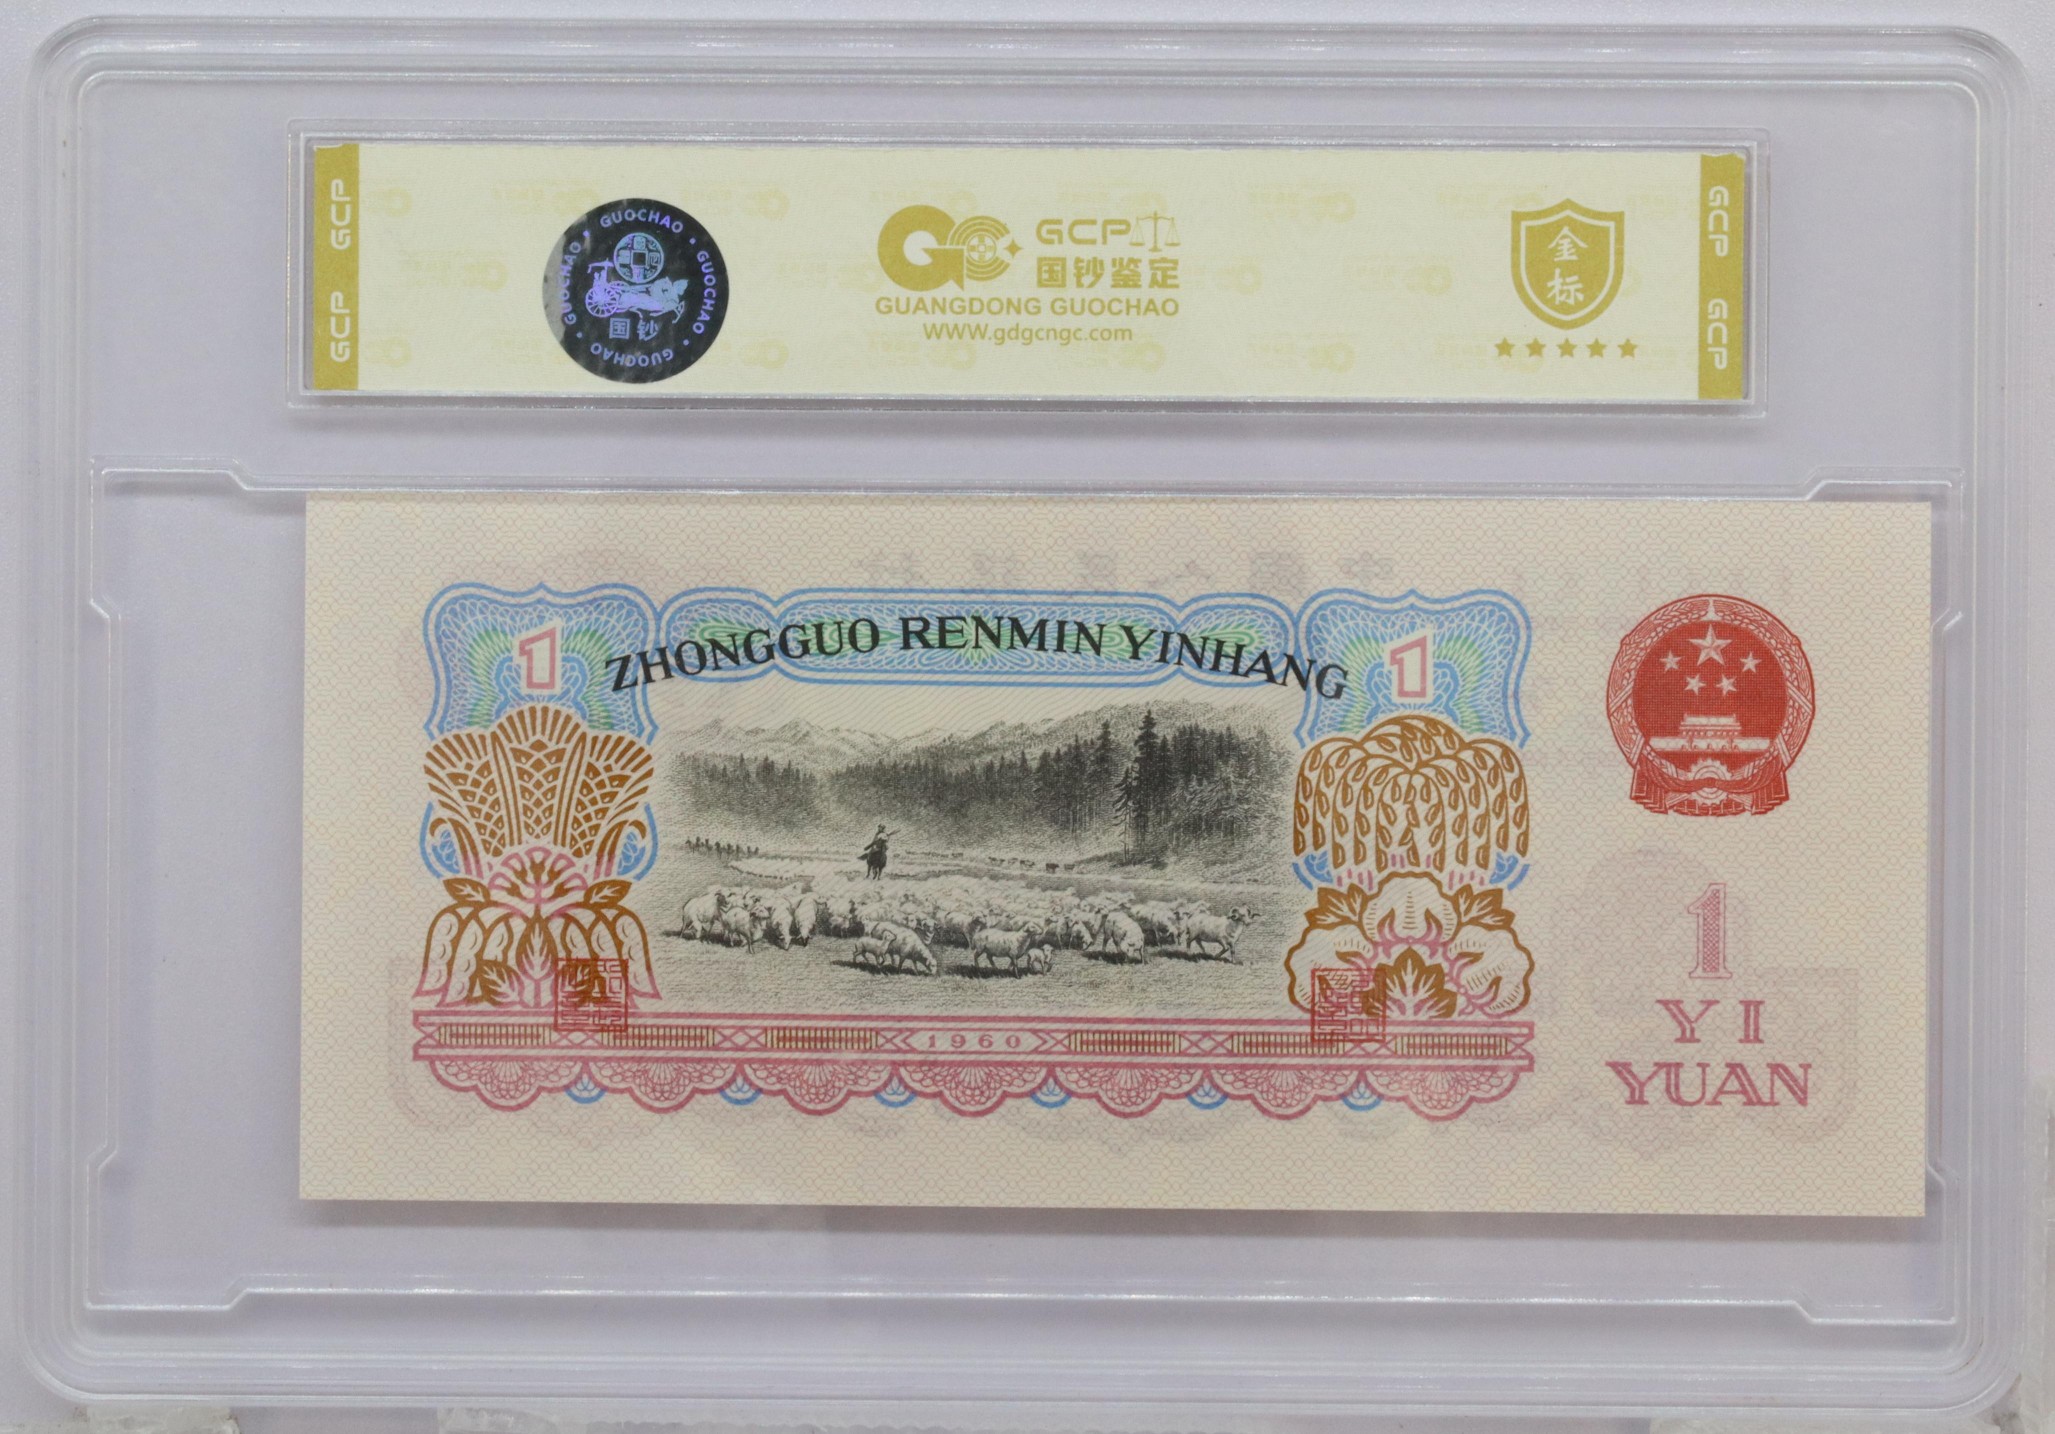 GCP
GCP
GUOCHAO • GUOCHAO • GUOCHAO • GUOCHAO
国钞
GC
GCP
国钞鉴定
GUANGDONG GUOCHAO
WWW.gdgcngc.com
金
标
GCP
GCP
1
ZHONGGUO RENMIN YINHANG
1
1960
1
YI
YUAN